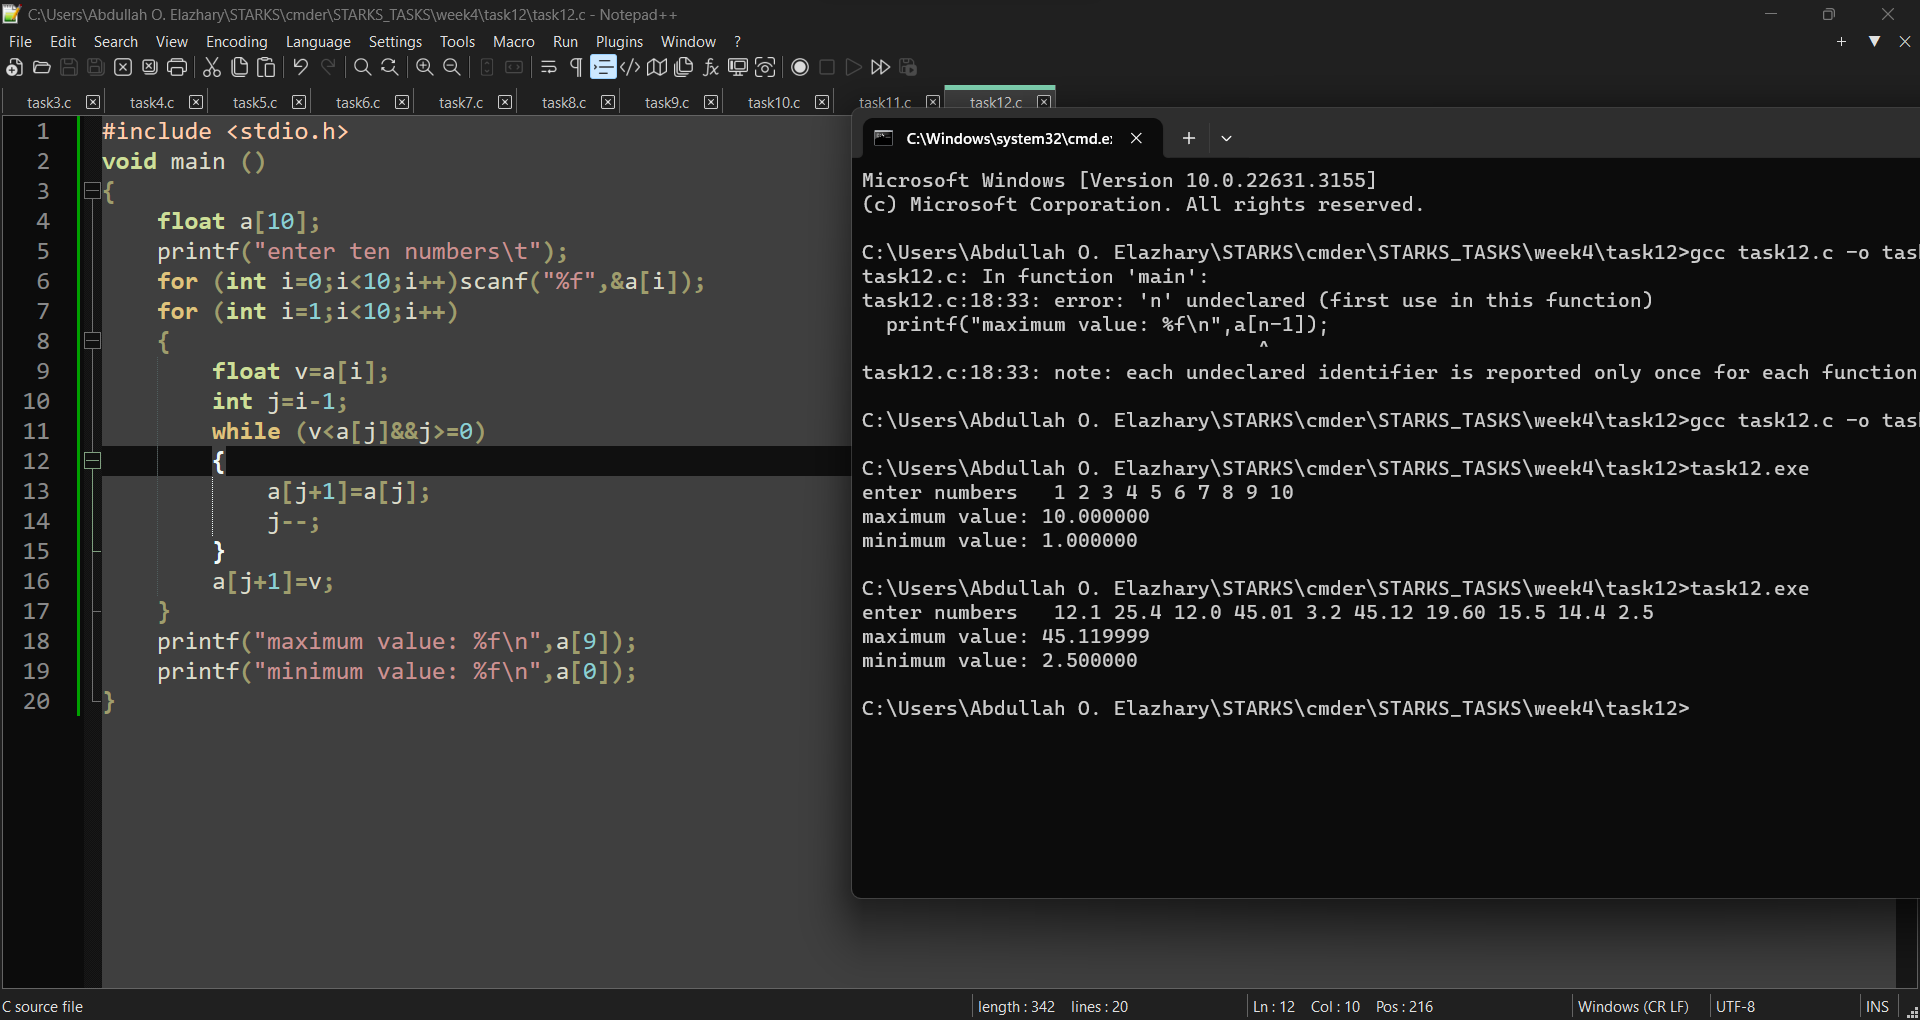 C:\Users\Abdullah O. Elazhary\STARKS\cmder\STARKS_TASKS\week4\task12\task12.c - Notepad++
File Edit Search View Encoding Language Settings Tools Macro Run Plugins Window ?
task3.c task4.c task5.c task6.c task7.c task8.c task9.c task10.c task11.c task12.c
1 #include <stdio.h>
2 void main ()
3 {
4 float a[10];
5 printf("enter ten numbers\t");
6 for (int i=0;i<10;i++)scanf("%f",&a[i]);
7 for (int i=1;i<10;i++)
8 {
9 float v=a[i];
10 int j=i-1;
11 while (v<a[j]&&j>=0)
12 {
13 a[j+1]=a[j];
14 j--;
15 }
16 a[j+1]=v;
17 }
18 printf("maximum value: %f\n",a[9]);
19 printf("minimum value: %f\n",a[0]);
20 }
C:\Windows\system32\cmd.e
Microsoft Windows [Version 10.0.22631.3155]
(c) Microsoft Corporation. All rights reserved.
C:\Users\Abdullah O. Elazhary\STARKS\cmder\STARKS_TASKS\week4\task12>gcc task12.c -o tas
task12.c: In function 'main':
task12.c:18:33: error: 'n' undeclared (first use in this function)
printf("maximum value: %f\n",a[n-1]);
^
task12.c:18:33: note: each undeclared identifier is reported only once for each function
C:\Users\Abdullah O. Elazhary\STARKS\cmder\STARKS_TASKS\week4\task12>gcc task12.c -o tas
C:\Users\Abdullah O. Elazhary\STARKS\cmder\STARKS_TASKS\week4\task12>task12.exe
enter numbers 1 2 3 4 5 6 7 8 9 10
maximum value: 10.000000
minimum value: 1.000000
C:\Users\Abdullah O. Elazhary\STARKS\cmder\STARKS_TASKS\week4\task12>task12.exe
enter numbers 12.1 25.4 12.0 45.01 3.2 45.12 19.60 15.5 14.4 2.5
maximum value: 45.119999
minimum value: 2.500000
C:\Users\Abdullah O. Elazhary\STARKS\cmder\STARKS_TASKS\week4\task12>
C source file length : 342 lines : 20 Ln : 12 Col : 10 Pos : 216 Windows (CR LF) UTF-8 INS